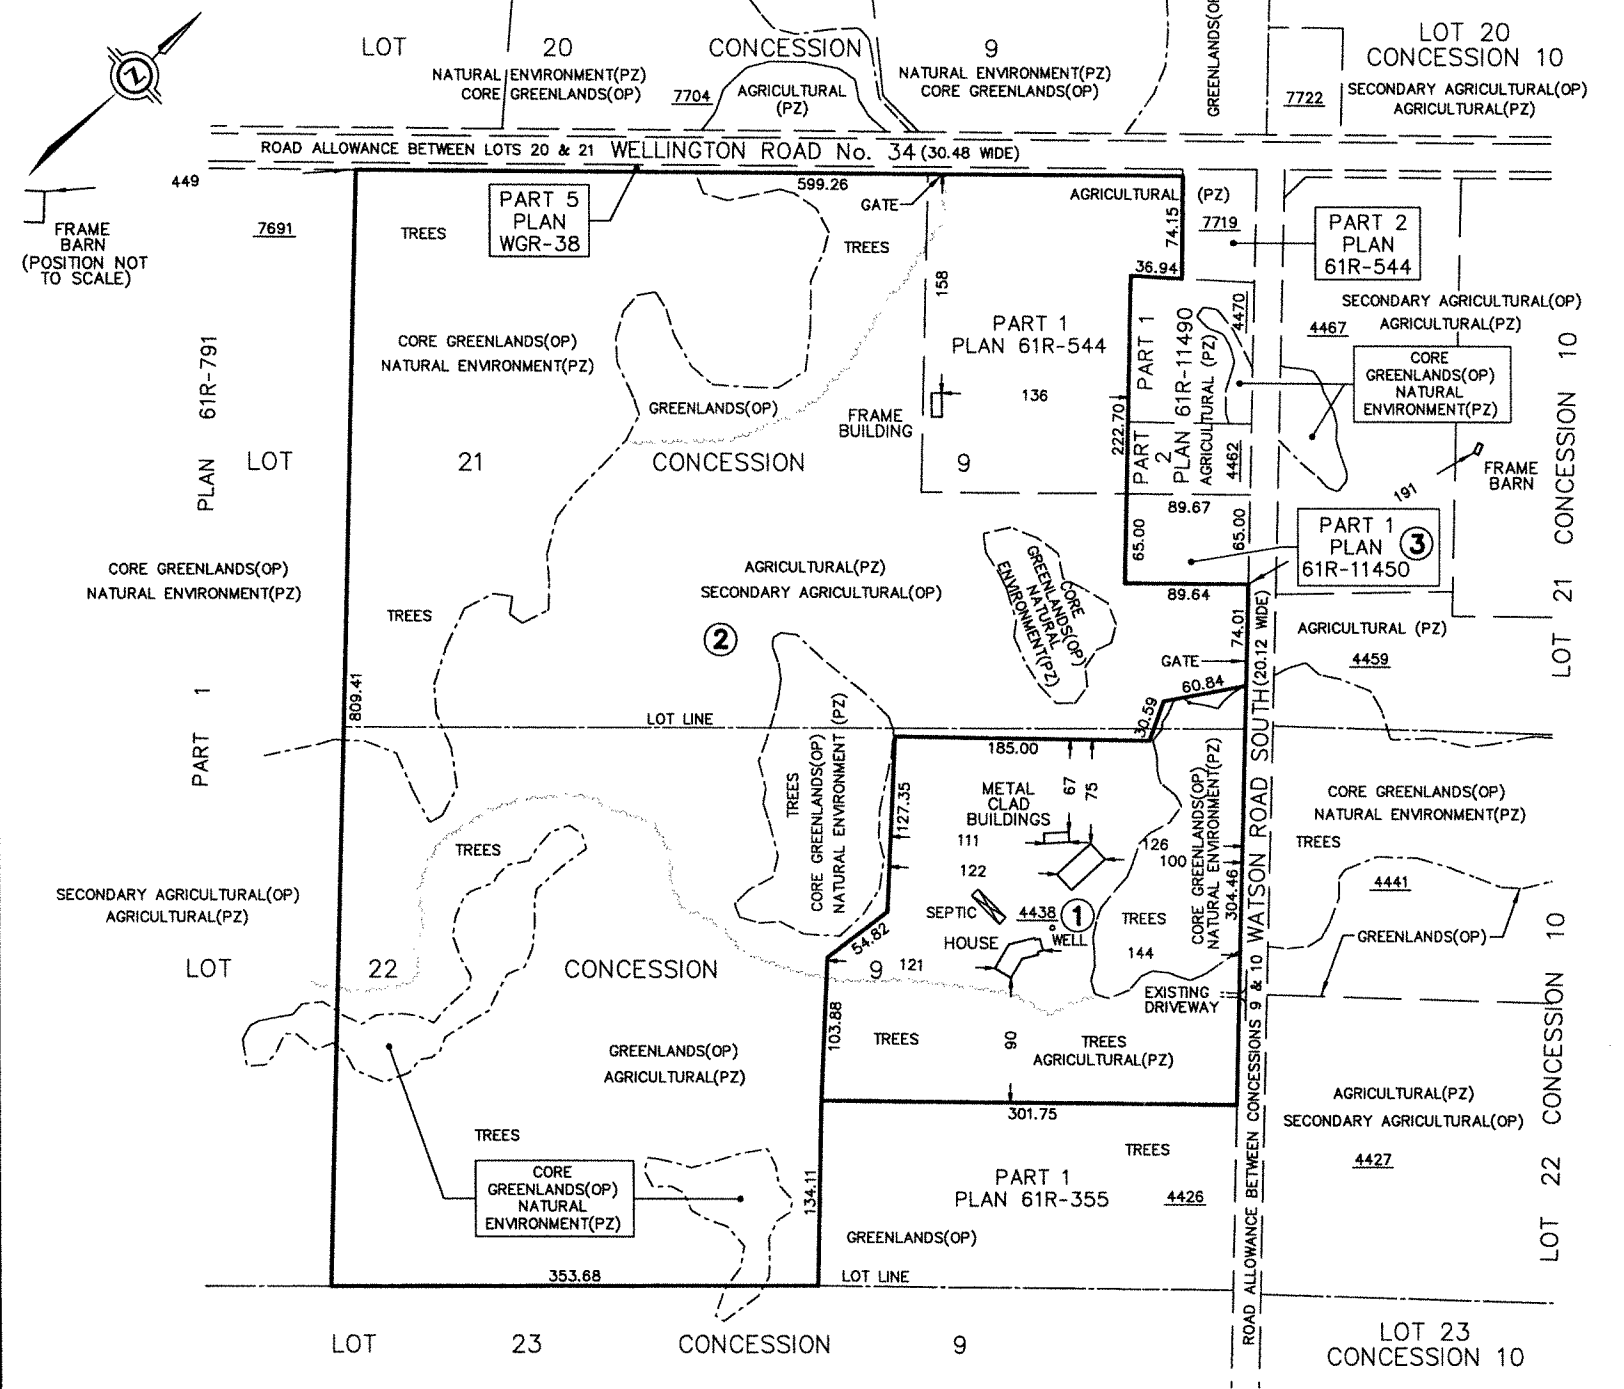 LOT 20 CONCESSION 9
NATURAL ENVIRONMENT(PZ)
CORE GREENLANDS(OP)
7704
AGRICULTURAL
(PZ)
NATURAL ENVIRONMENT(PZ)
CORE GREENLANDS(OP)
GREENLANDS(OP)
LOT 20
CONCESSION 10
SECONDARY AGRICULTURAL(OP)
AGRICULTURAL(PZ)
7722
N
ROAD ALLOWANCE BETWEEN LOTS 20 & 21 WELLINGTON ROAD No. 34 (30.48 WIDE)
449
599.26
FRAME
BARN
(POSITION NOT
TO SCALE)
7691
TREES
PART 5
PLAN
WGR-38
GATE
TREES
158
AGRICULTURAL (PZ)
74.15
7719
36.94
PART 2
PLAN
61R-544
PLAN 61R-791
CORE GREENLANDS(OP)
NATURAL ENVIRONMENT(PZ)
GREENLANDS(OP)
PART 1
PLAN 61R-544
136
FRAME
BUILDING
PART 1
PLAN 61R-11490
AGRICULTURAL (PZ)
4470
222.70
PART
2
4462
SECONDARY AGRICULTURAL(OP)
AGRICULTURAL(PZ)
4467
CORE
GREENLANDS(OP)
NATURAL
ENVIRONMENT(PZ)
FRAME
BARN
191
LOT 21 CONCESSION 10
LOT 21 CONCESSION 9
89.67
65.00
65.00
89.64
PART 1
PLAN
61R-11450
3
CORE GREENLANDS(OP)
NATURAL ENVIRONMENT(PZ)
TREES
AGRICULTURAL(PZ)
SECONDARY AGRICULTURAL(OP)
2
CORE
GREENLANDS(OP)
NATURAL
ENVIRONMENT(PZ)
74.01
GATE
60.84
30.59
AGRICULTURAL (PZ)
4459
PART 1
809.41
LOT LINE
185.00
TREES
CORE GREENLANDS(OP)
NATURAL ENVIRONMENT (PZ)
127.35
METAL
CLAD
BUILDINGS
67
75
111
122
126
100
CORE GREENLANDS(OP)
NATURAL ENVIRONMENT(PZ)
304.46
WATSON ROAD SOUTH (20.12 WIDE)
ROAD ALLOWANCE BETWEEN CONCESSIONS 9 & 10
CORE GREENLANDS(OP)
NATURAL ENVIRONMENT(PZ)
TREES
4441
GREENLANDS(OP)
SECONDARY AGRICULTURAL(OP)
AGRICULTURAL(PZ)
TREES
SEPTIC
4438
1
WELL
HOUSE
TREES
144
54.82
121
LOT 22 CONCESSION 9
EXISTING
DRIVEWAY
103.88
TREES
90
TREES
AGRICULTURAL(PZ)
GREENLANDS(OP)
AGRICULTURAL(PZ)
301.75
AGRICULTURAL(PZ)
SECONDARY AGRICULTURAL(OP)
4427
LOT 22 CONCESSION 10
TREES
CORE
GREENLANDS(OP)
NATURAL
ENVIRONMENT(PZ)
134.11
TREES
PART 1
PLAN 61R-355
4426
GREENLANDS(OP)
353.68
LOT LINE
LOT 23 CONCESSION 9
LOT 23
CONCESSION 10